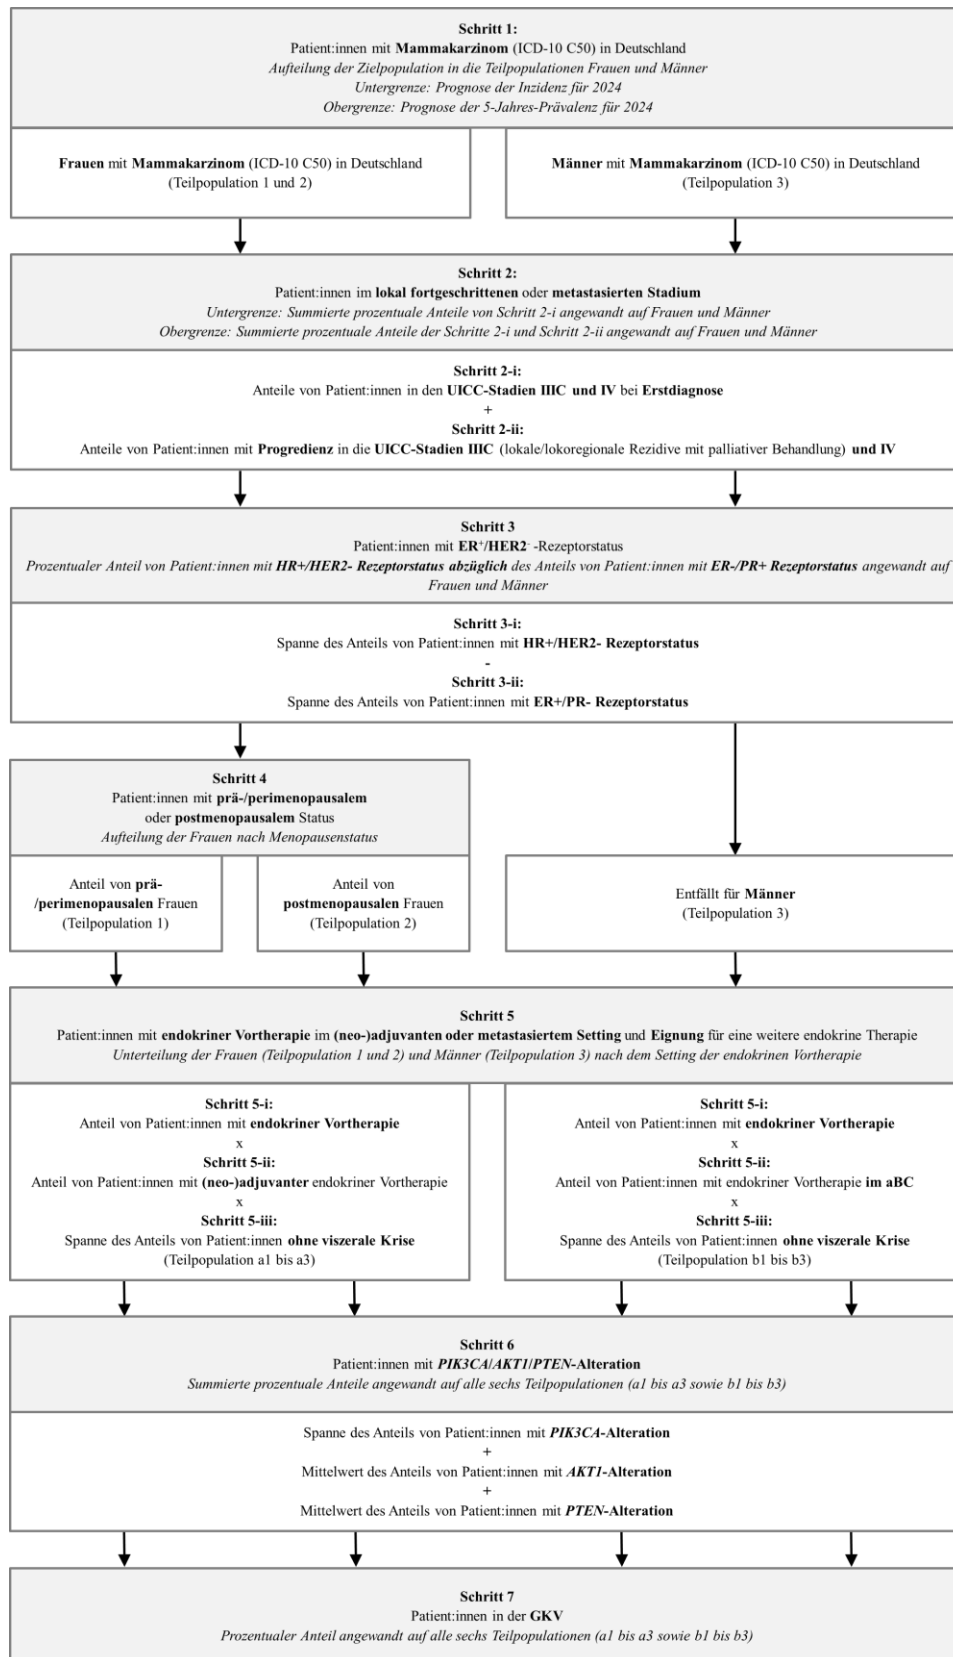 Schritt 1:
Patient:innen mit Mammakarzinom (ICD-10 C50) in Deutschland
Aufteilung der Zielpopulation in die Teilpopulationen Frauen und Männer
Untergrenze: Prognose der Inzidenz für 2024
Obergrenze: Prognose der 5-Jahres-Prävalenz für 2024
Frauen mit Mammakarzinom (ICD-10 C50) in Deutschland
(Teilpopulation 1 und 2)
Männer mit Mammakarzinom (ICD-10 C50) in Deutschland
(Teilpopulation 3)
Schritt 2:
Patient:innen im lokal fortgeschrittenen oder metastasierten Stadium
Untergrenze: Summierte prozentuale Anteile von Schritt 2-i angewandt auf Frauen und Männer
Obergrenze: Summierte prozentuale Anteile der Schritte 2-i und Schritt 2-ii angewandt auf Frauen und Männer
Schritt 2-i:
Anteile von Patient:innen in den UICC-Stadien IIIC und IV bei Erstdiagnose
+
Schritt 2-ii:
Anteile von Patient:innen mit Progredienz in die UICC-Stadien IIIC (lokale/lokoregionale Rezidive mit palliativer Behandlung) und IV
Schritt 3
Patient:innen mit ER⁺/HER2⁻ -Rezeptorstatus
Prozentualer Anteil von Patient:innen mit HR+/HER2- Rezeptorstatus abzüglich des Anteils von Patient:innen mit ER-/PR+ Rezeptorstatus angewandt auf
Frauen und Männer
Schritt 3-i:
Spanne des Anteils von Patient:innen mit HR+/HER2- Rezeptorstatus
-
Schritt 3-ii:
Spanne des Anteils von Patient:innen mit ER+/PR- Rezeptorstatus
Schritt 4
Patient:innen mit prä-/perimenopausalem
oder postmenopausalem Status
Aufteilung der Frauen nach Menopausenstatus
Anteil von prä-
/perimenopausalen Frauen
(Teilpopulation 1)
Anteil von
postmenopausalen Frauen
(Teilpopulation 2)
Entfällt für Männer
(Teilpopulation 3)
Schritt 5
Patient:innen mit endokriner Vortherapie im (neo-)adjuvanten oder metastasiertem Setting und Eignung für eine weitere endokrine Therapie
Unterteilung der Frauen (Teilpopulation 1 und 2) und Männer (Teilpopulation 3) nach dem Setting der endokrinen Vortherapie
Schritt 5-i:
Anteil von Patient:innen mit endokriner Vortherapie
x
Schritt 5-ii:
Anteil von Patient:innen mit (neo-)adjuvanter endokriner Vortherapie
x
Schritt 5-iii:
Spanne des Anteils von Patient:innen ohne viszerale Krise
(Teilpopulation a1 bis a3)
Schritt 5-i:
Anteil von Patient:innen mit endokriner Vortherapie
x
Schritt 5-ii:
Anteil von Patient:innen mit endokriner Vortherapie im aBC
x
Schritt 5-iii:
Spanne des Anteils von Patient:innen ohne viszerale Krise
(Teilpopulation b1 bis b3)
Schritt 6
Patient:innen mit PIK3CA/AKT1/PTEN-Alteration
Summierte prozentuale Anteile angewandt auf alle sechs Teilpopulationen (a1 bis a3 sowie b1 bis b3)
Spanne des Anteils von Patient:innen mit PIK3CA-Alteration
+
Mittelwert des Anteils von Patient:innen mit AKT1-Alteration
+
Mittelwert des Anteils von Patient:innen mit PTEN-Alteration
Schritt 7
Patient:innen in der GKV
Prozentualer Anteil angewandt auf alle sechs Teilpopulationen (a1 bis a3 sowie b1 bis b3)